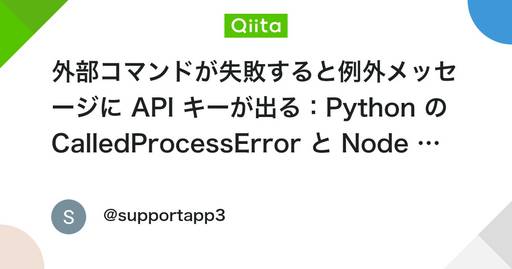 Qiita
外部コマンドが失敗すると例外メッセ
ージに API キーが出る：Python の
CalledProcessError と Node …
S
@supportapp3